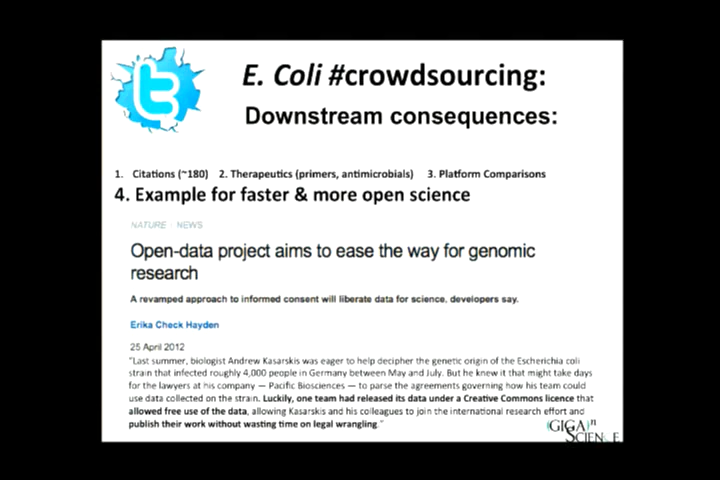 E. Coli #crowdsourcing:
Downstream consequences:
1. Citations (~180) 2. Therapeutics (primers, antimicrobials) 3. Platform Comparisons
4. Example for faster & more open science
NATURE · NEWS
Open-data project aims to ease the way for genomic
research
A revamped approach to informed consent will liberate data for science, developers say.
Erika Check Hayden
25 April 2012
"Last summer, biologist Andrew Kasarskis was eager to help decipher the genetic origin of the Escherichia coli
strain that infected roughly 4,000 people in Germany between May and July. But he knew it that might take days
for the lawyers at his company — Pacific Biosciences — to parse the agreements governing how his team could
use data collected on the strain. Luckily, one team had released its data under a Creative Commons licence that
allowed free use of the data, allowing Kasarskis and his colleagues to join the international research effort and
publish their work without wasting time on legal wrangling."
(GIGA)n
SCIENCE